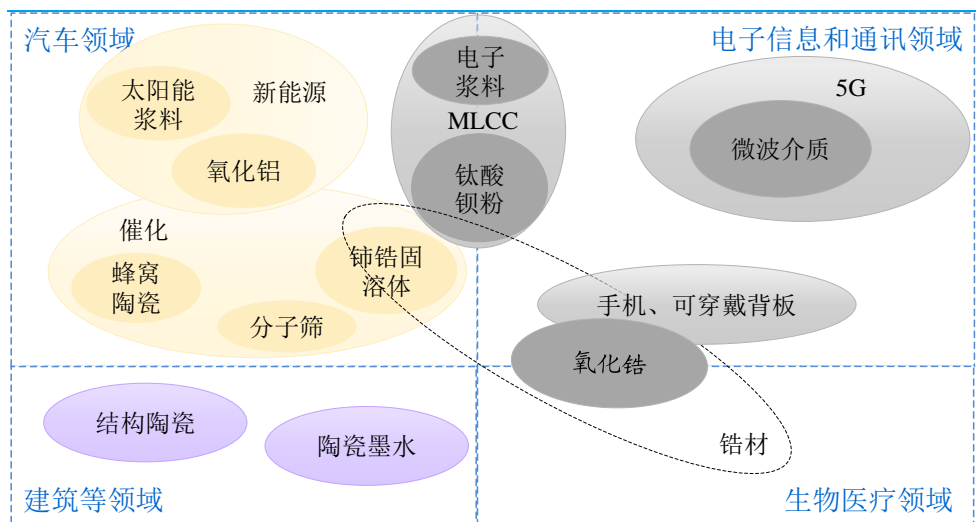 汽车领域
电子信息和通讯领域
太阳能
浆料
新能源
氧化铝
电子
浆料
MLCC
钛酸
钡粉
5G
微波介质
催化
蜂窝
陶瓷
铈锆固
溶体
分子筛
手机、可穿戴背板
氧化锆
结构陶瓷
陶瓷墨水
锆材
建筑等领域
生物医疗领域